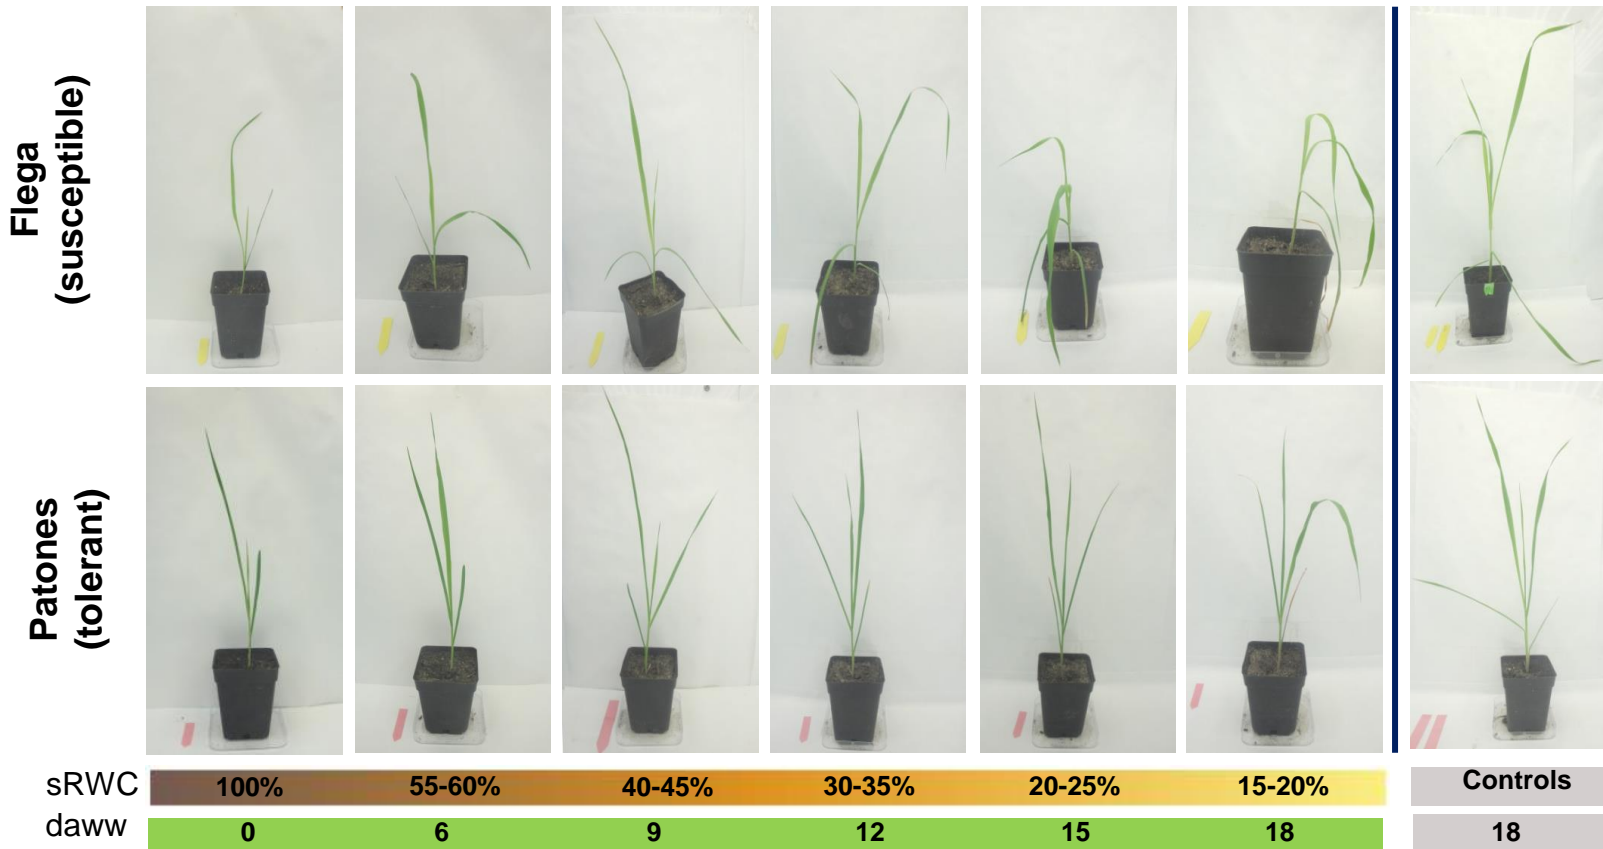 Flega
(susceptible)
Patones
(tolerant)
sRWC 100% 55-60% 40-45% 30-35% 20-25% 15-20% Controls
daww 0 6 9 12 15 18 18